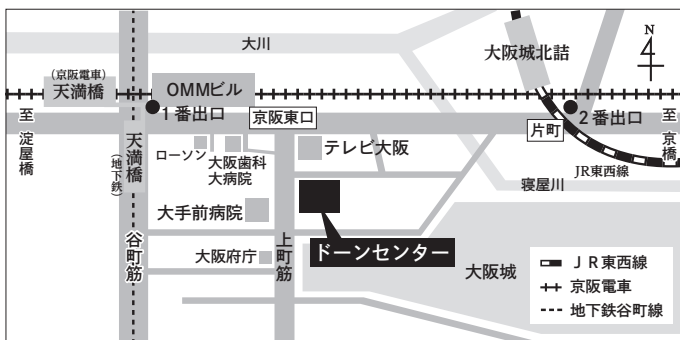 大川
大阪城北詰
N
(京阪電車)
天満橋
OMMビル
1番出口
京阪東口
2番出口
片町
至 淀屋橋
至 京橋
天満橋
(地下鉄)
ローソン
大阪歯科
大病院
テレビ大阪
JR東西線
寝屋川
大手前病院
ドーンセンター
谷町筋
大阪府庁
上町筋
大阪城
JR東西線
京阪電車
地下鉄谷町線